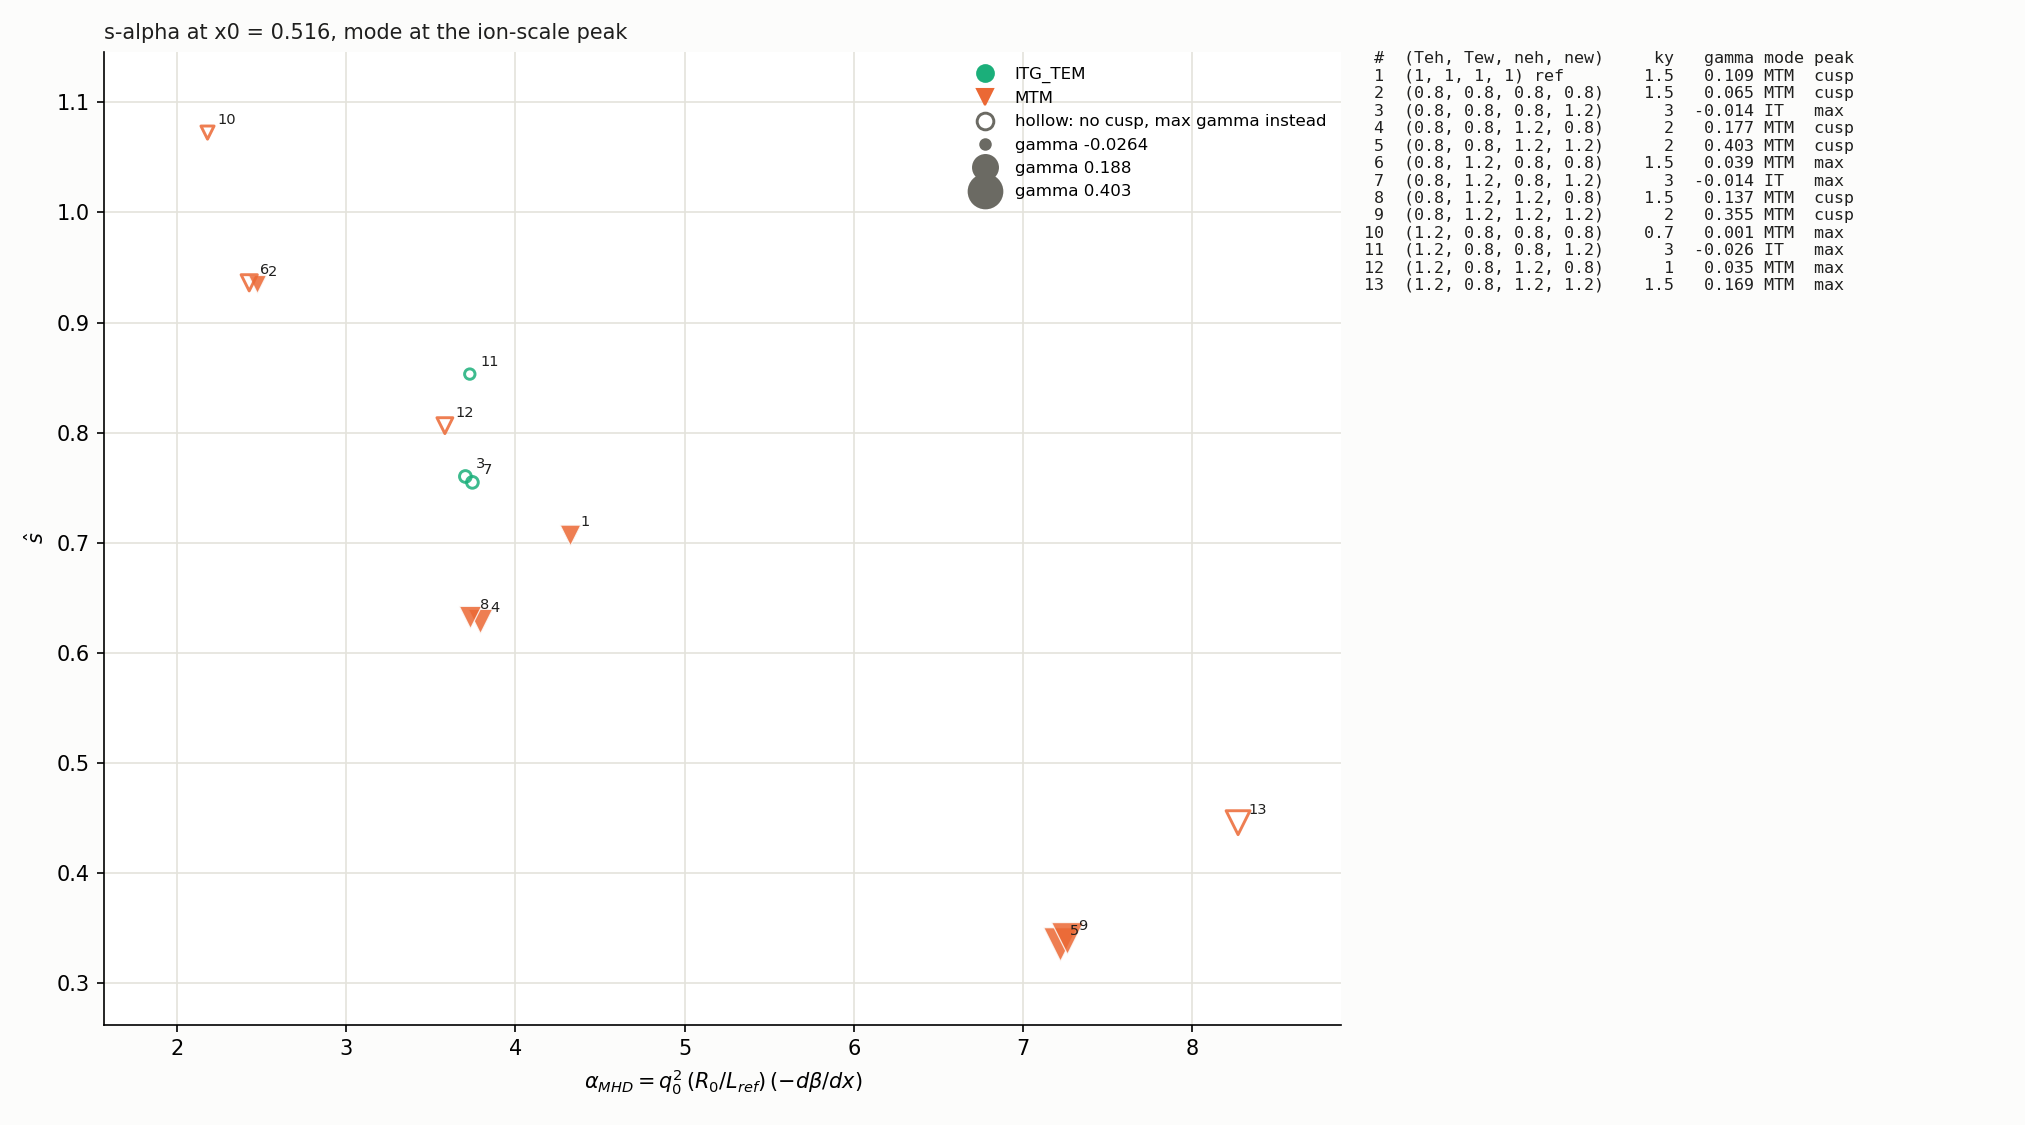 s-alpha at x0 = 0.516, mode at the ion-scale peak
ITG_TEM
MTM
hollow: no cusp, max gamma instead
gamma -0.0264
gamma 0.188
gamma 0.403
1.1
1.0
0.9
0.8
0.7
0.6
0.5
0.4
0.3
ŝ
10
6 2
11
12
3 7
1
8 4
13
5 9
2 3 4 5 6 7 8
α_MHD = q_0^2 (R_0/L_ref) (−dβ/dx)
# (Teh, Tew, neh, new) ky gamma mode peak
1 (1, 1, 1, 1) ref 1.5 0.109 MTM cusp
2 (0.8, 0.8, 0.8, 0.8) 1.5 0.065 MTM cusp
3 (0.8, 0.8, 0.8, 1.2) 3 -0.014 IT max
4 (0.8, 0.8, 1.2, 0.8) 2 0.177 MTM cusp
5 (0.8, 0.8, 1.2, 1.2) 2 0.403 MTM cusp
6 (0.8, 1.2, 0.8, 0.8) 1.5 0.039 MTM max
7 (0.8, 1.2, 0.8, 1.2) 3 -0.014 IT max
8 (0.8, 1.2, 1.2, 0.8) 1.5 0.137 MTM cusp
9 (0.8, 1.2, 1.2, 1.2) 2 0.355 MTM cusp
10 (1.2, 0.8, 0.8, 0.8) 0.7 0.001 MTM max
11 (1.2, 0.8, 0.8, 1.2) 3 -0.026 IT max
12 (1.2, 0.8, 1.2, 0.8) 1 0.035 MTM max
13 (1.2, 0.8, 1.2, 1.2) 1.5 0.169 MTM max